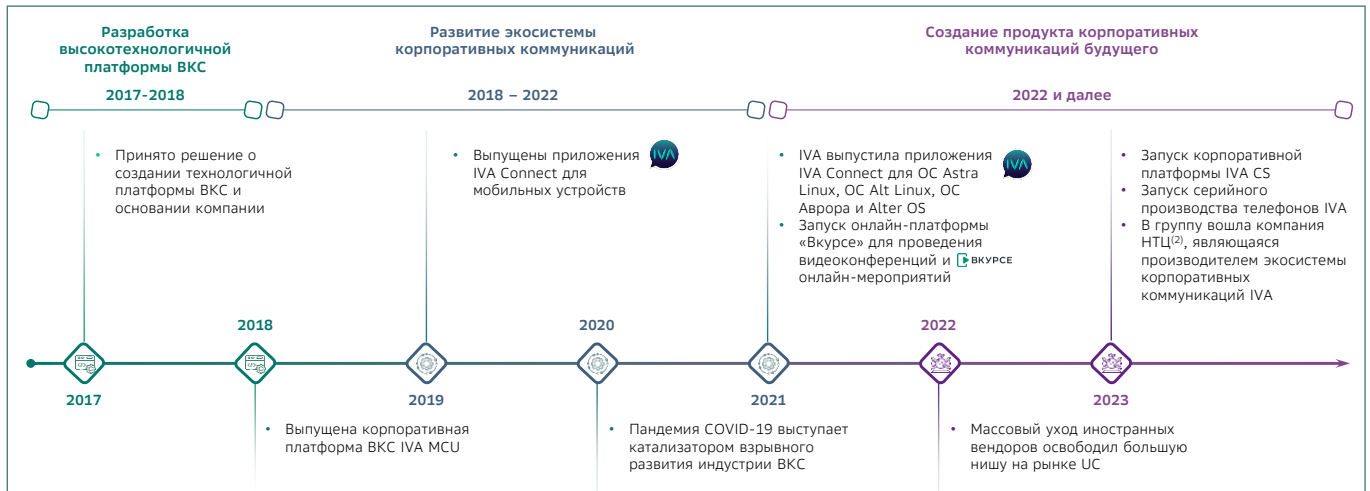 Разработка
высокотехнологичной
платформы ВКС
2017-2018
Развитие экосистемы
корпоративных коммуникаций
2018 – 2022
Создание продукта корпоративных
коммуникаций будущего
2022 и далее
• Принято решение о
создании технологичной
платформы ВКС и
основании компании
• Выпущены приложения
IVA Connect для
мобильных устройств
IVA
• IVA выпустила приложения
IVA Connect для ОС Astra
Linux, ОС Alt Linux, ОС
Аврора и Alter OS
• Запуск онлайн-платформы
«Вкурсе» для проведения
видеоконференций и
онлайн-мероприятий
IVA
ВКУРСЕ
• Запуск корпоративной
платформы IVA CS
• Запуск серийного
производства телефонов IVA
• В группу вошла компания
НТЦ(2), являющаяся
производителем экосистемы
корпоративных
коммуникаций IVA
2018
2020
2022
2017
2019
2021
2023
• Выпущена корпоративная
платформа ВКС IVA MCU
• Пандемия COVID-19 выступает
катализатором взрывного
развития индустрии ВКС
• Массовый уход иностранных
вендоров освободил большую
нишу на рынке UC